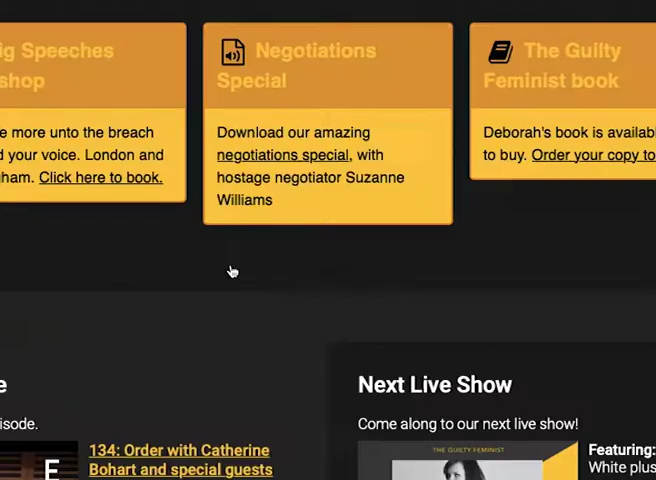 ig Speeches
shop
e more unto the breach
d your voice. London and
gham. Click here to book.
Negotiations
Special
Download our amazing
negotiations special, with
hostage negotiator Suzanne
Williams
The Guilty
Feminist book
Deborah's book is availabl
to buy. Order your copy to
e
isode.
134: Order with Catherine
Bohart and special guests
E
Next Live Show
Come along to our next live show!
THE GUILTY FEMINIST
Featuring:
White plus